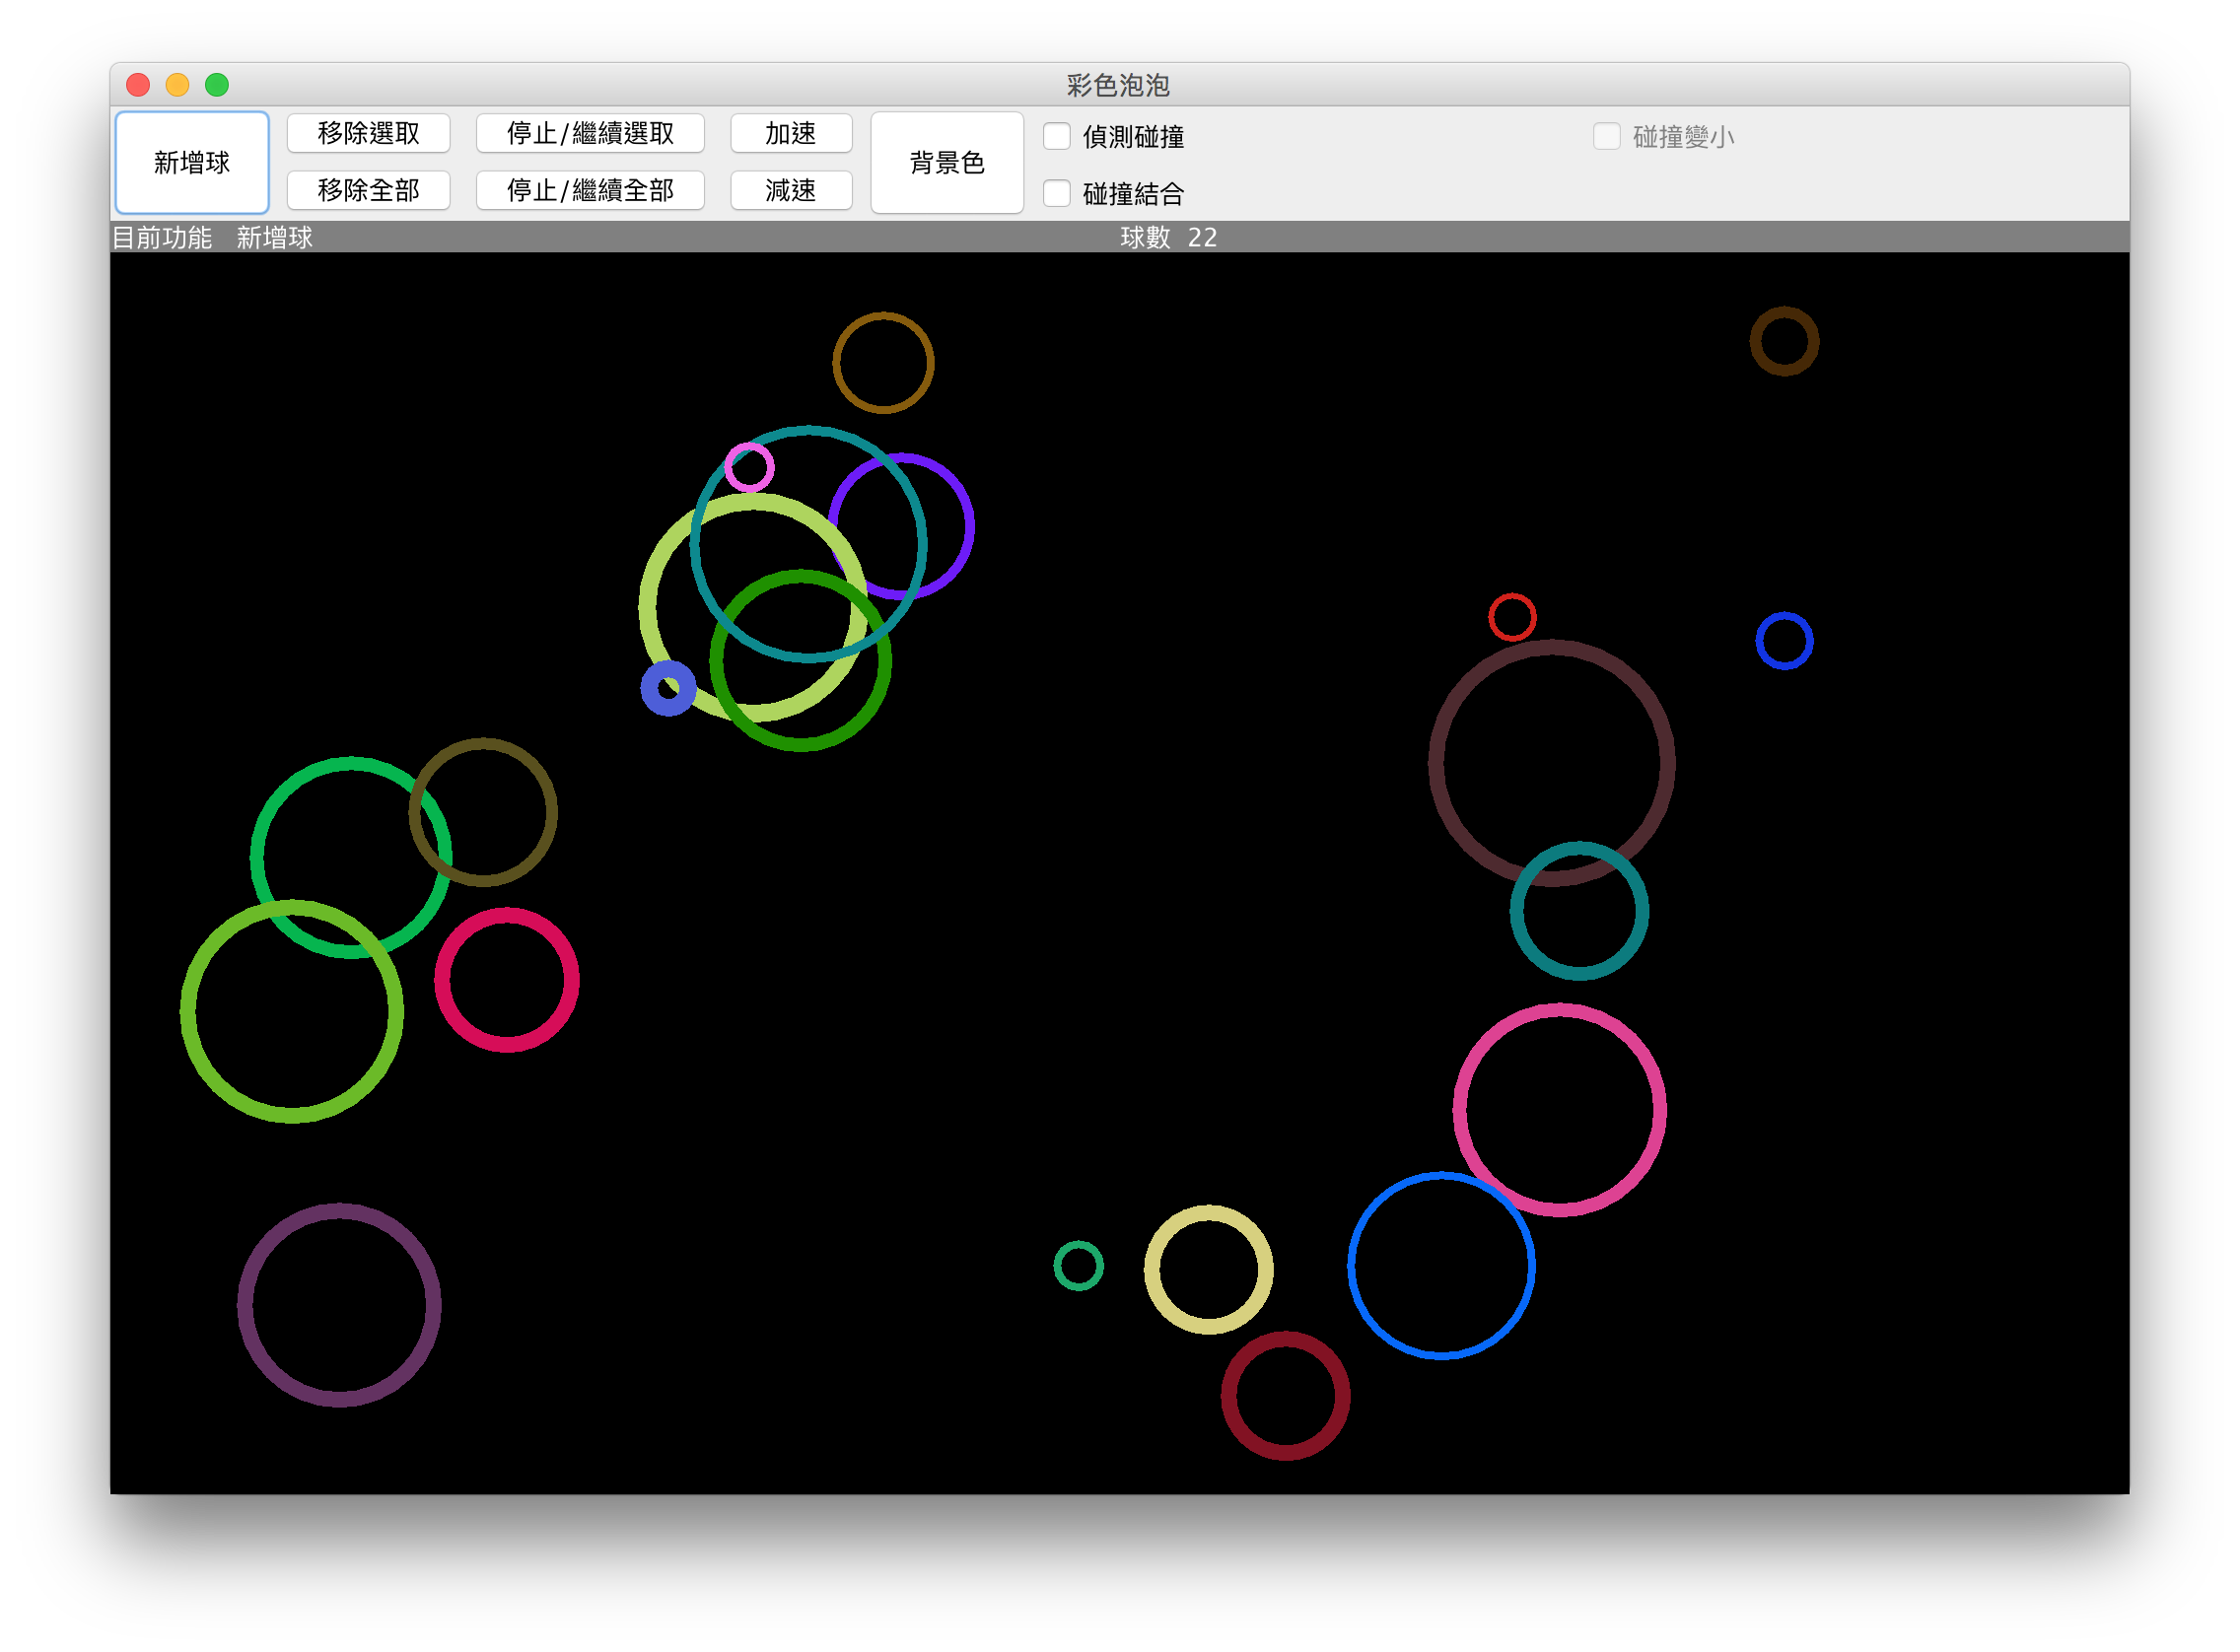 彩色泡泡
新增球
移除選取
停止/繼續選取
加速
背景色
偵測碰撞
碰撞變小
移除全部
停止/繼續全部
減速
碰撞結合
目前功能 新增球
球數 22